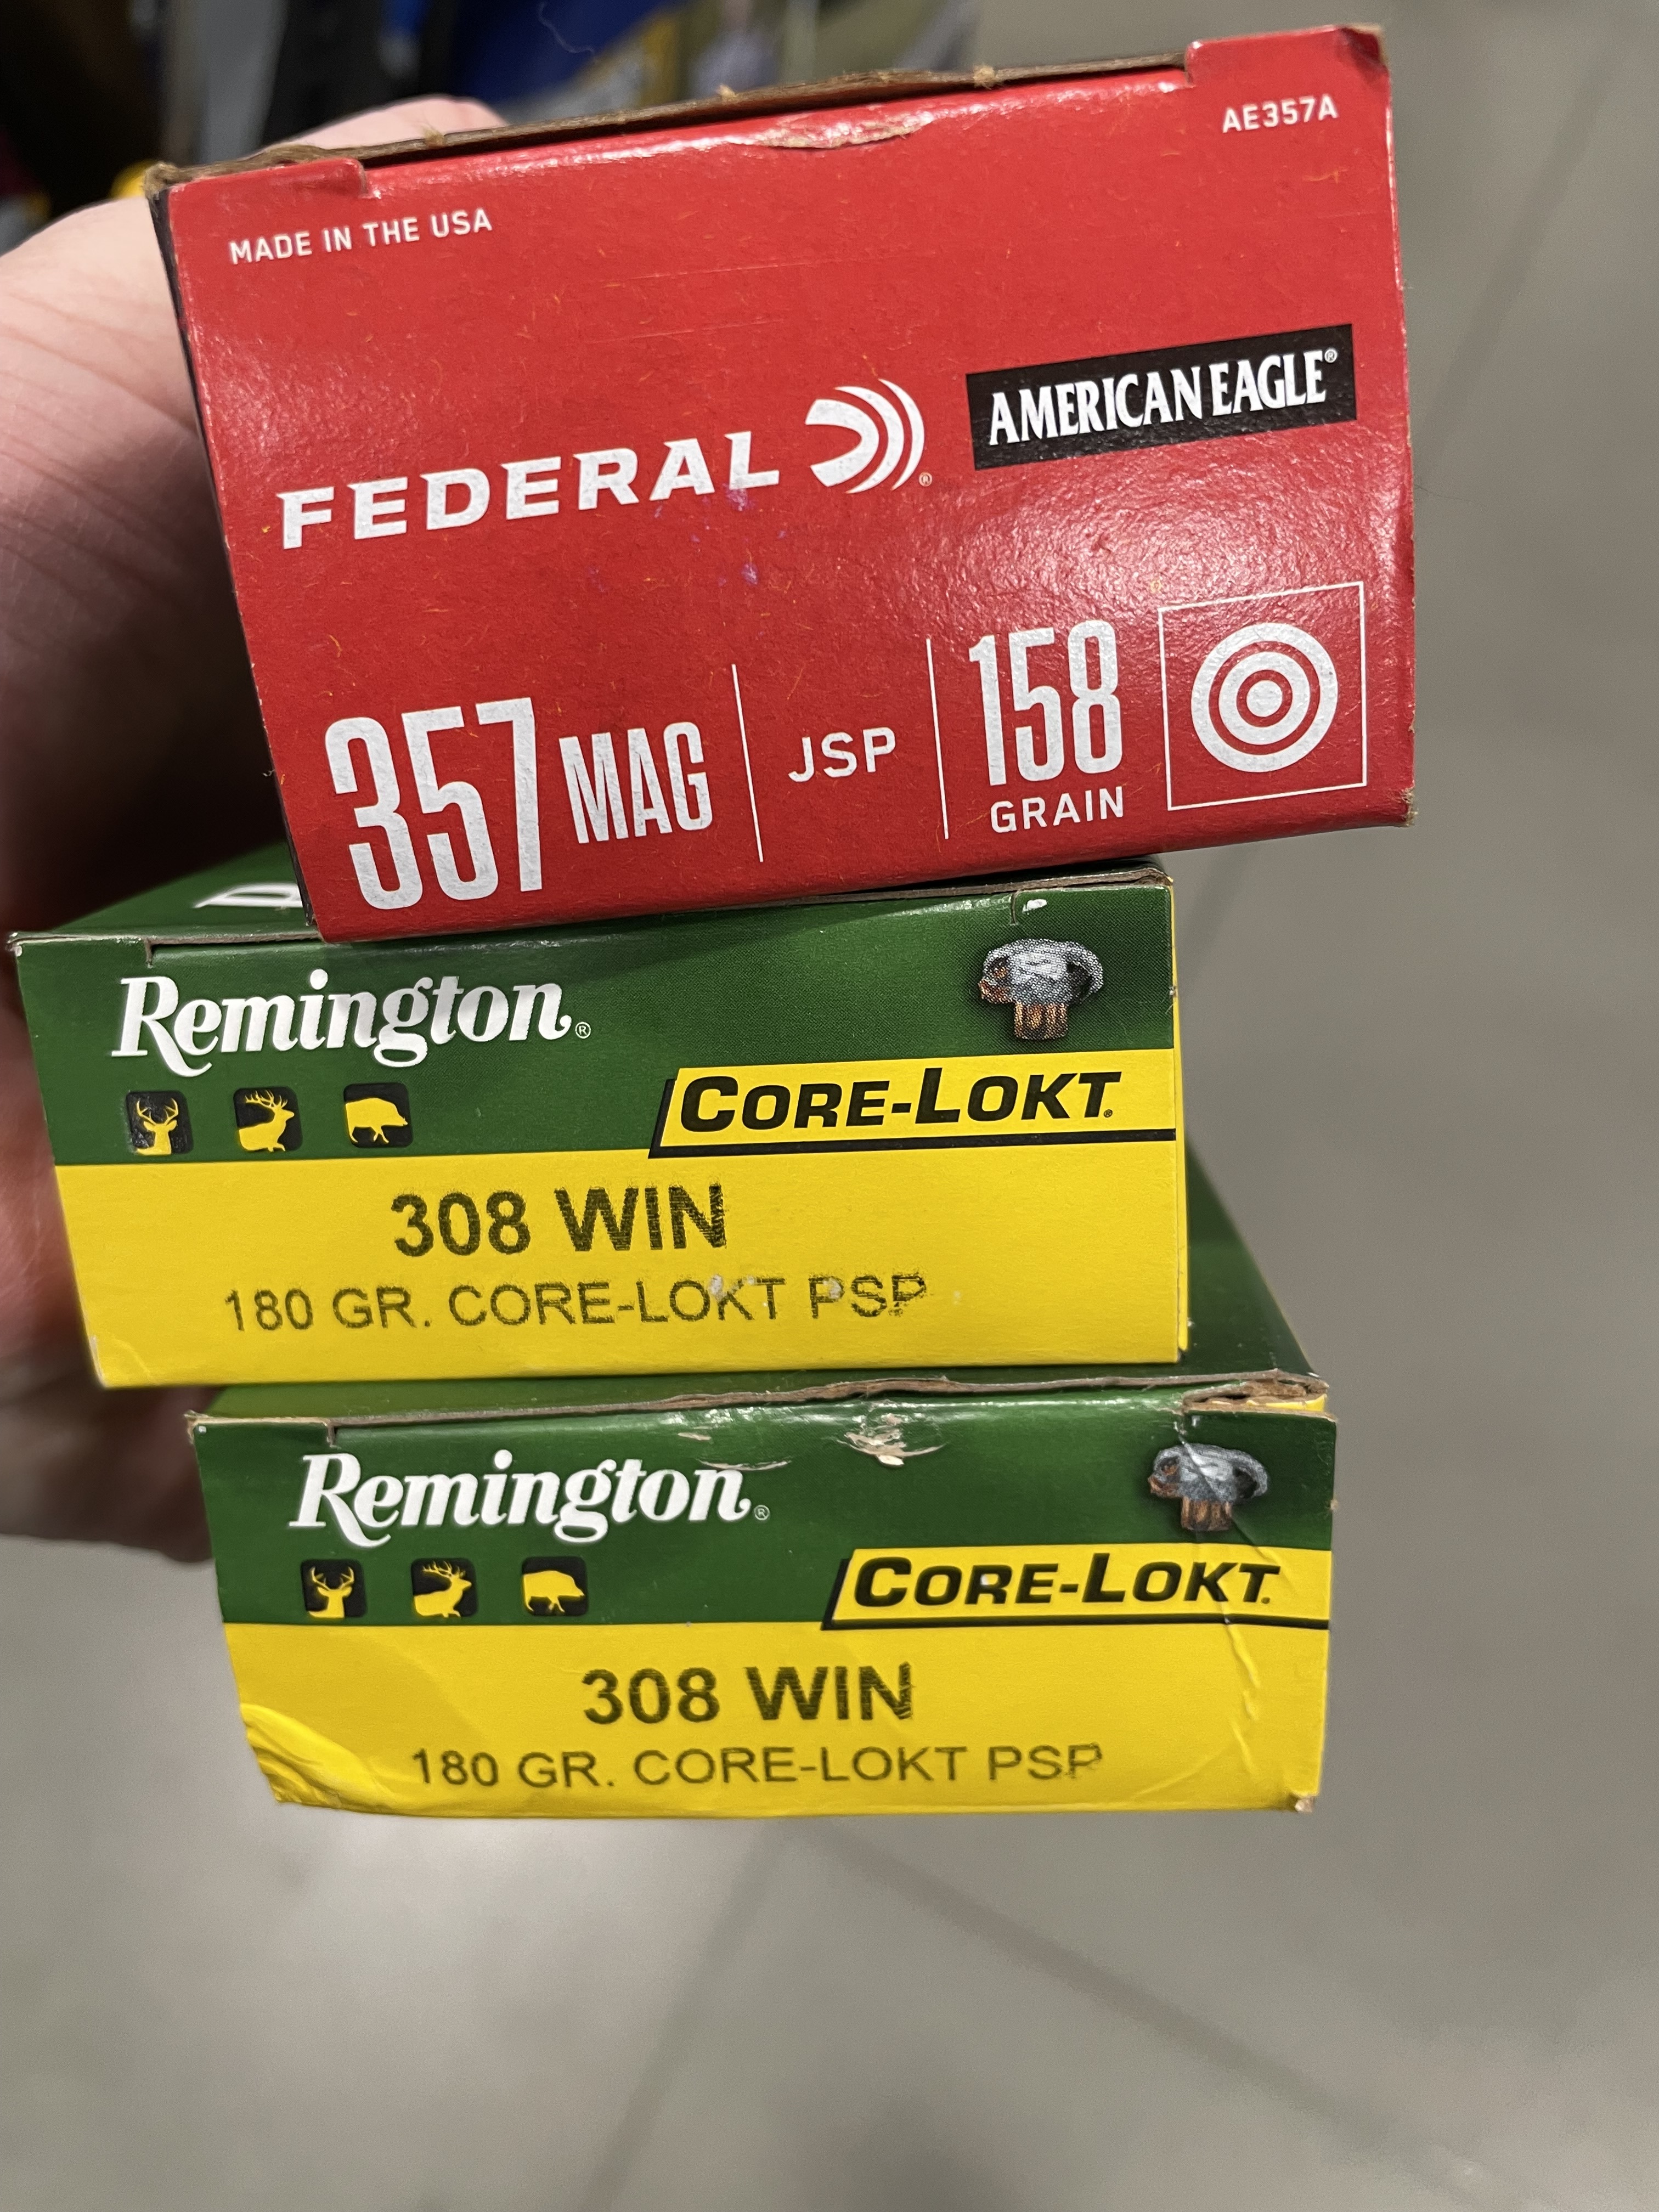 AE357A
MADE IN THE USA
AMERICAN EAGLE®
FEDERAL®
357 MAG | JSP | 158 GRAIN
Remington®
CORE-LOKT®
308 WIN
180 GR. CORE-LOKT PSP
Remington®
CORE-LOKT®
308 WIN
180 GR. CORE-LOKT PSP